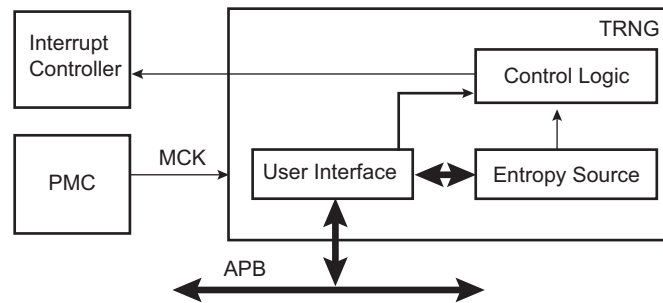 TRNG
Interrupt
Controller
Control Logic
MCK
PMC
User Interface
Entropy Source
APB